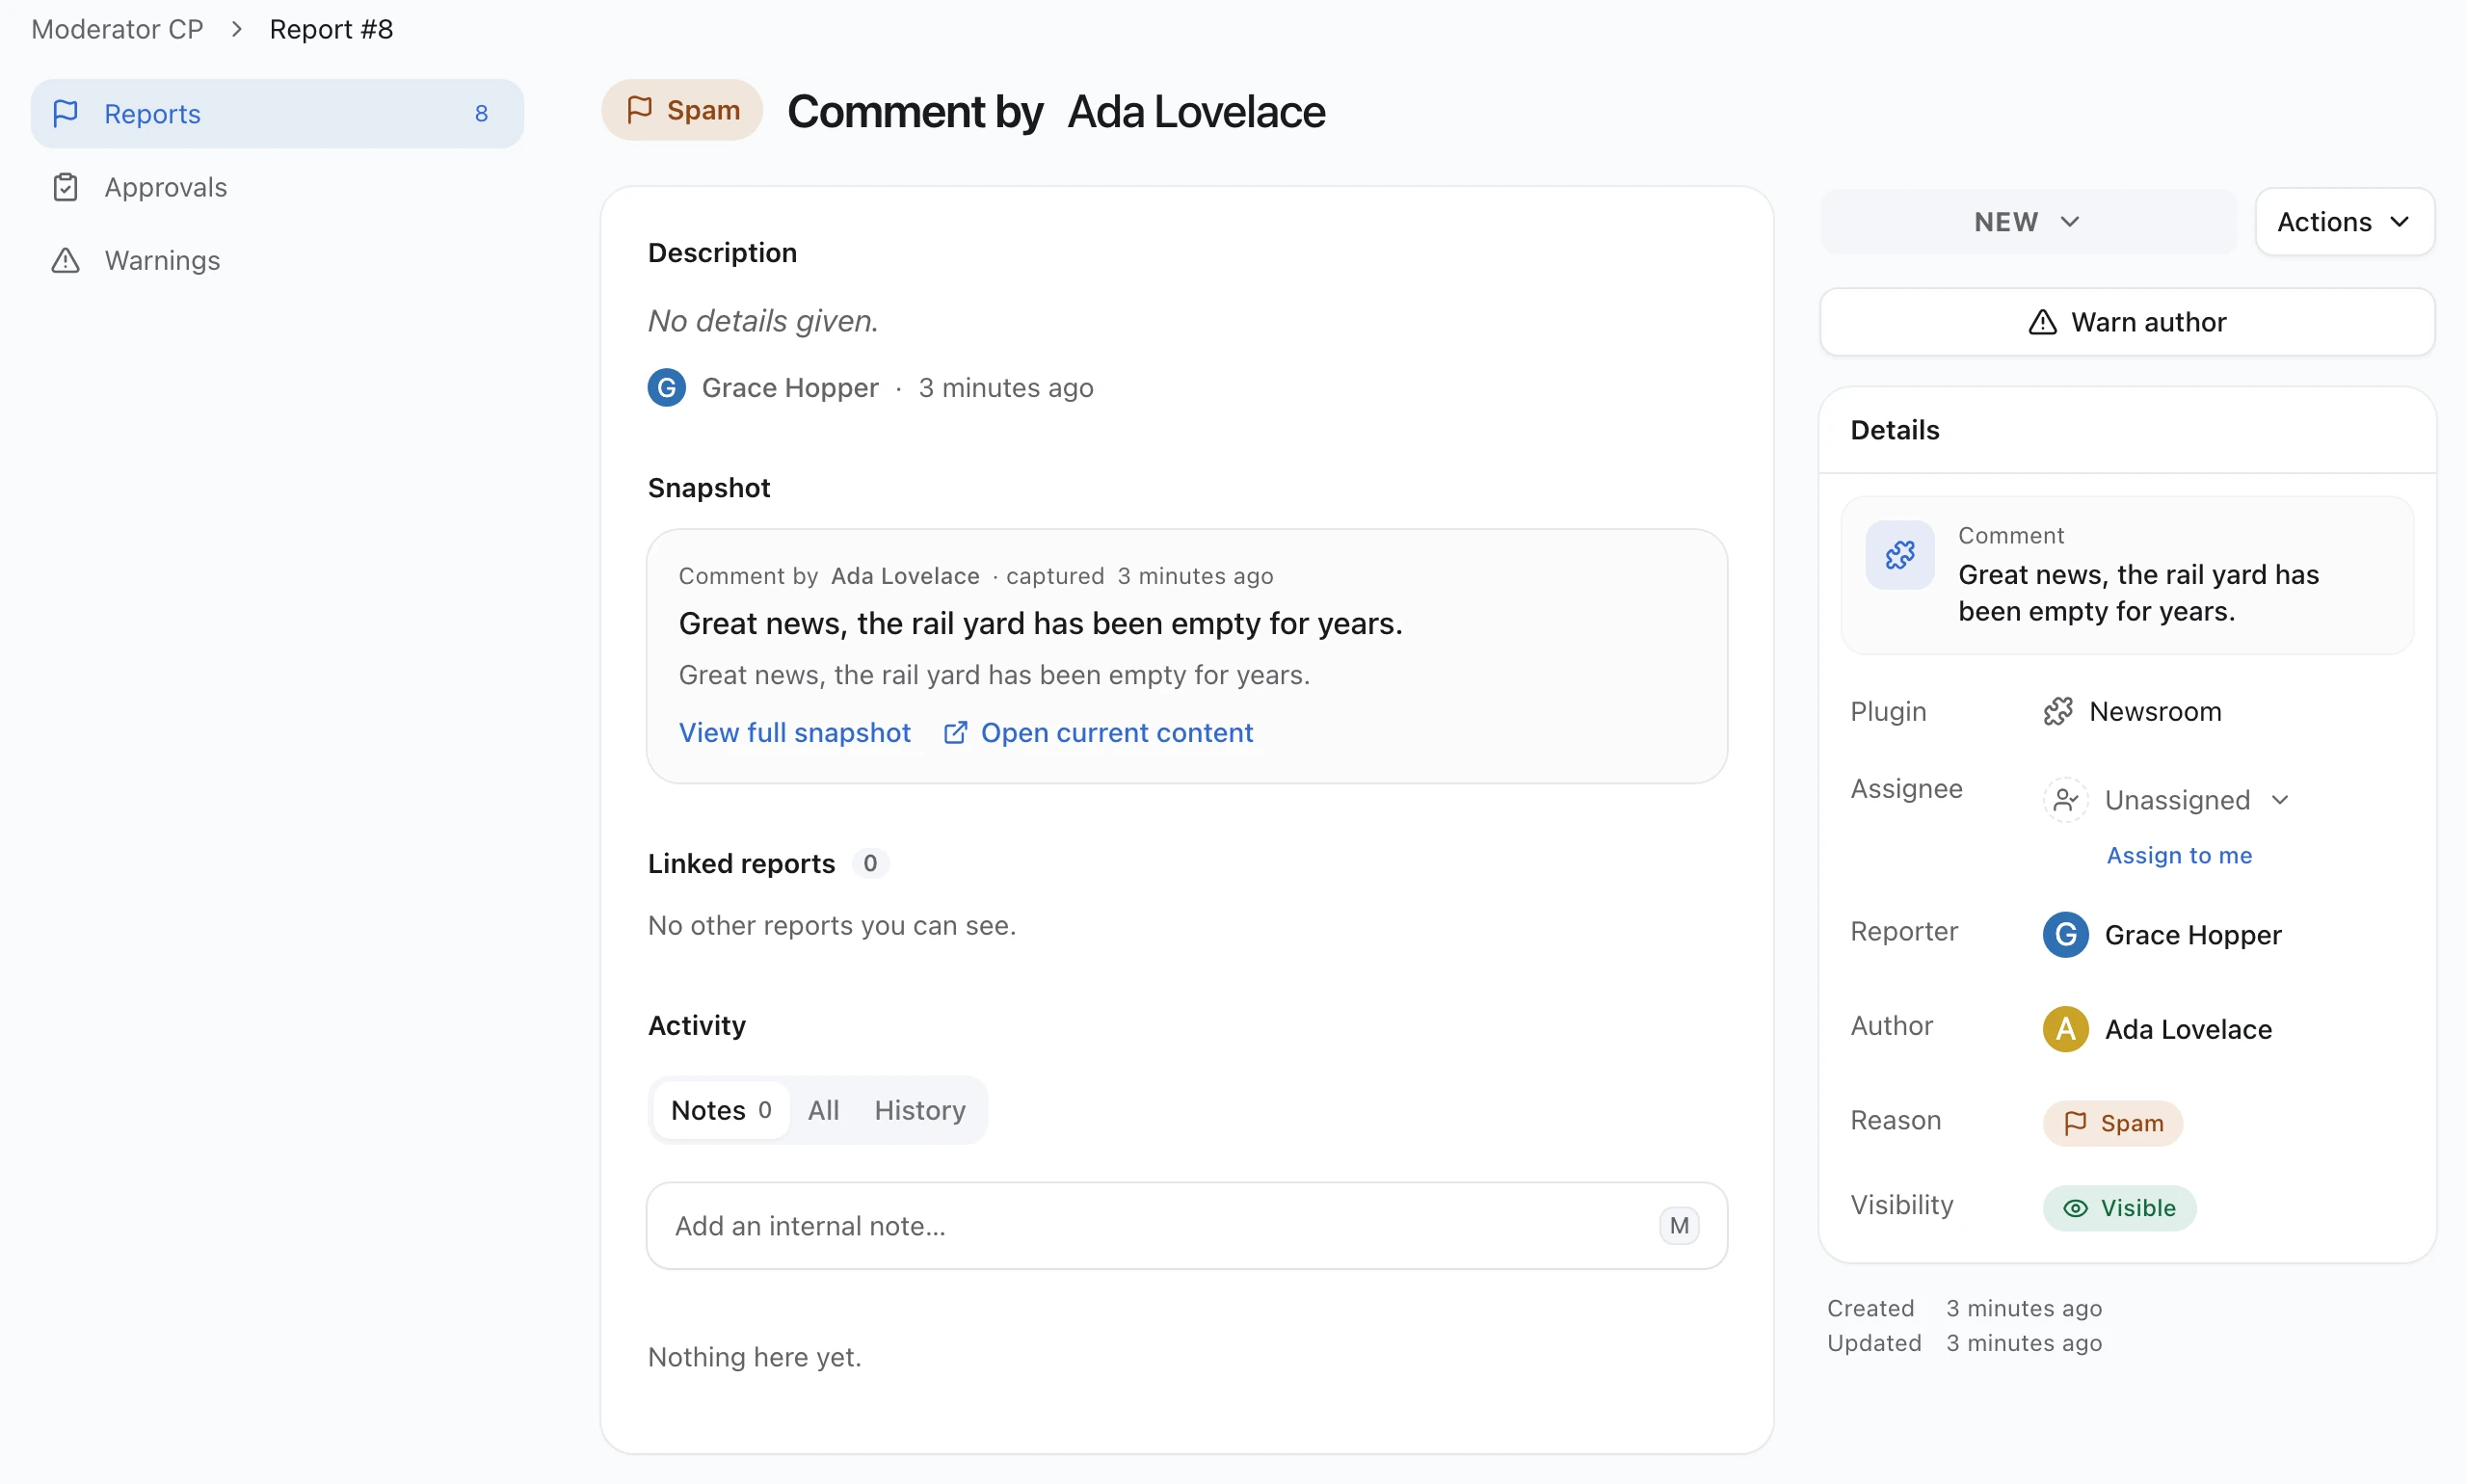 Moderator CP > Report #8
Reports 8
Approvals
Warnings
Spam Comment by Ada Lovelace
Description
No details given.
G Grace Hopper · 3 minutes ago
Snapshot
Comment by Ada Lovelace · captured 3 minutes ago
Great news, the rail yard has been empty for years.
Great news, the rail yard has been empty for years.
View full snapshot Open current content
Linked reports 0
No other reports you can see.
Activity
Notes 0 All History
Add an internal note... M
Nothing here yet.
NEW Actions
Warn author
Details
Comment
Great news, the rail yard has
been empty for years.
Plugin Newsroom
Assignee Unassigned
Assign to me
Reporter G Grace Hopper
Author A Ada Lovelace
Reason Spam
Visibility Visible
Created 3 minutes ago
Updated 3 minutes ago